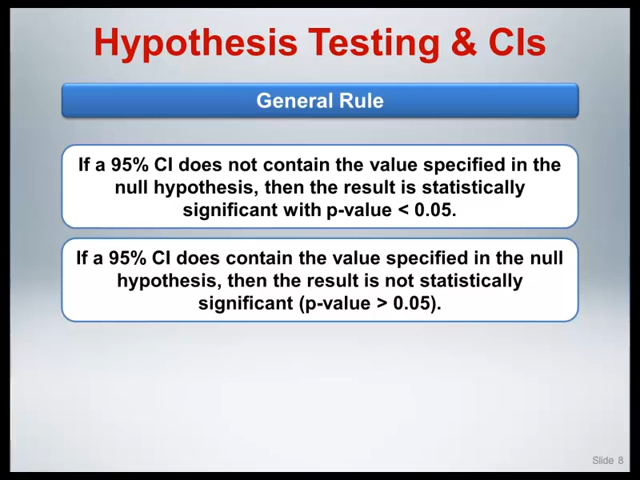 Hypothesis Testing & CIs
General Rule
If a 95% CI does not contain the value specified in the
null hypothesis, then the result is statistically
significant with p-value < 0.05.
If a 95% CI does contain the value specified in the null
hypothesis, then the result is not statistically
significant (p-value > 0.05).
Slide 8